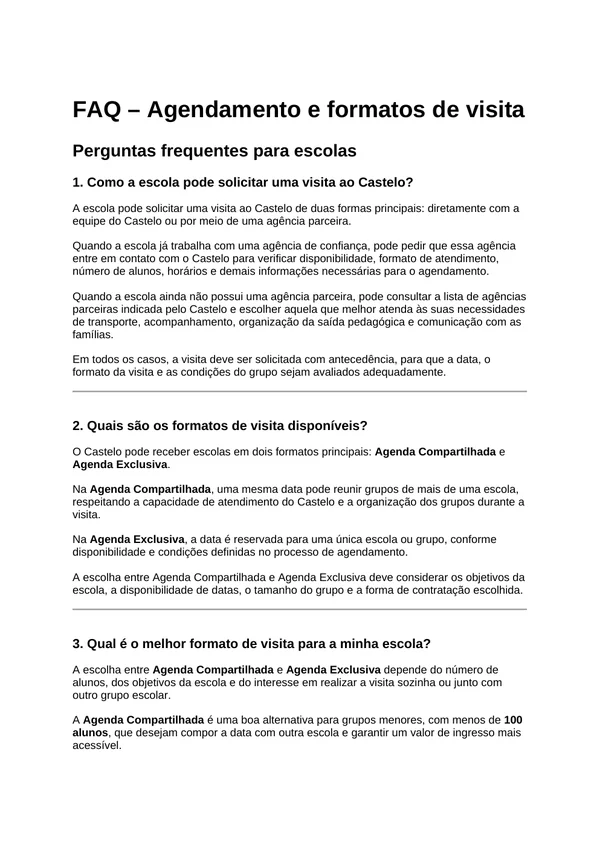 FAQ – Agendamento e formatos de visita
Perguntas frequentes para escolas
1. Como a escola pode solicitar uma visita ao Castelo?
A escola pode solicitar uma visita ao Castelo de duas formas principais: diretamente com a
equipe do Castelo ou por meio de uma agência parceira.
Quando a escola já trabalha com uma agência de confiança, pode pedir que essa agência
entre em contato com o Castelo para verificar disponibilidade, formato de atendimento,
número de alunos, horários e demais informações necessárias para o agendamento.
Quando a escola ainda não possui uma agência parceira, pode consultar a lista de agências
parceiras indicada pelo Castelo e escolher aquela que melhor atenda às suas necessidades
de transporte, acompanhamento, organização da saída pedagógica e comunicação com as
famílias.
Em todos os casos, a visita deve ser solicitada com antecedência, para que a data, o
formato da visita e as condições do grupo sejam avaliados adequadamente.
2. Quais são os formatos de visita disponíveis?
O Castelo pode receber escolas em dois formatos principais: Agenda Compartilhada e
Agenda Exclusiva.
Na Agenda Compartilhada, uma mesma data pode reunir grupos de mais de uma escola,
respeitando a capacidade de atendimento do Castelo e a organização dos grupos durante a
visita.
Na Agenda Exclusiva, a data é reservada para uma única escola ou grupo, conforme
disponibilidade e condições definidas no processo de agendamento.
A escolha entre Agenda Compartilhada e Agenda Exclusiva deve considerar os objetivos da
escola, a disponibilidade de datas, o tamanho do grupo e a forma de contratação escolhida.
3. Qual é o melhor formato de visita para a minha escola?
A escolha entre Agenda Compartilhada e Agenda Exclusiva depende do número de
alunos, dos objetivos da escola e do interesse em realizar a visita sozinha ou junto com
outro grupo escolar.
A Agenda Compartilhada é uma boa alternativa para grupos menores, com menos de 100
alunos, que desejam compor a data com outra escola e garantir um valor de ingresso mais
acessível.